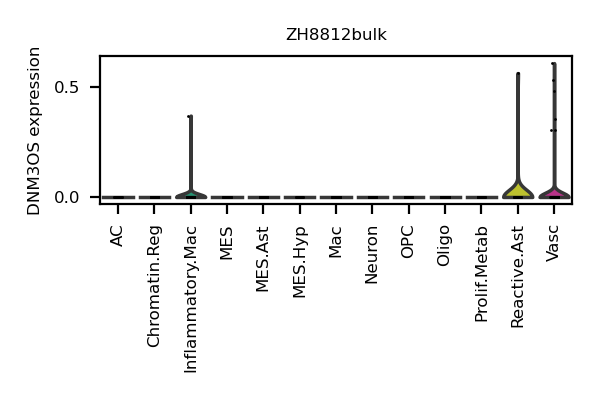 ZH8812bulk
DNM3OS expression
0.5
0.0
AC
Chromatin.Reg
Inflammatory.Mac
MES
MES.Ast
MES.Hyp
Mac
Neuron
OPC
Oligo
Prolif.Metab
Reactive.Ast
Vasc